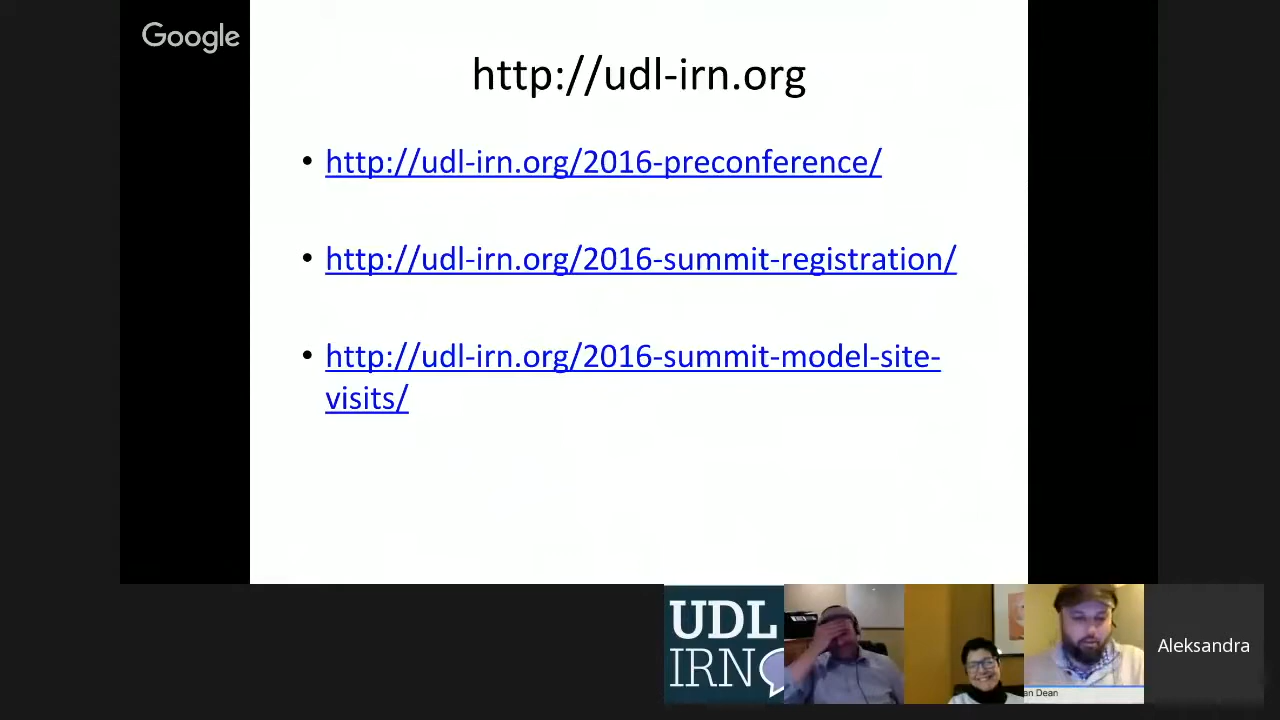 Google
http://udl-irn.org
• http://udl-irn.org/2016-preconference/
• http://udl-irn.org/2016-summit-registration/
• http://udl-irn.org/2016-summit-model-site-
visits/
UDL
IRN
an Dean
Aleksandra